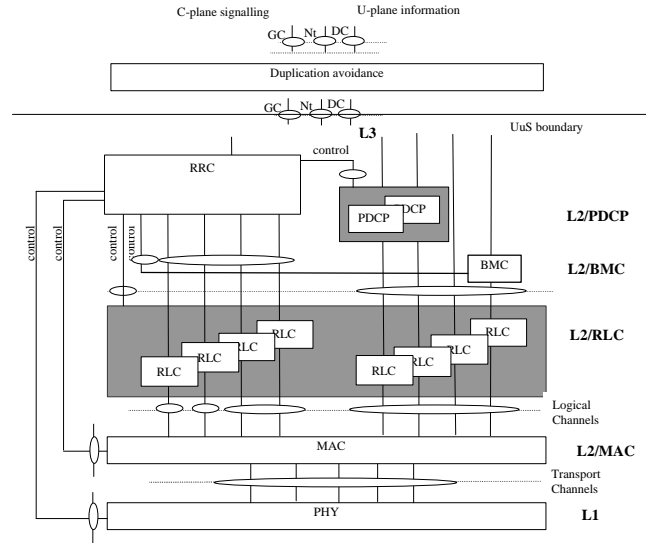 C-plane signalling
U-plane information
GC
Nt
DC
Duplication avoidance
GC
Nt
DC
UuS boundary
L3
control
RRC
PDCP
PDCP
L2/PDCP
control
control
control
control
BMC
L2/BMC
RLC
RLC
RLC
RLC
RLC
RLC
RLC
RLC
L2/RLC
Logical
Channels
MAC
L2/MAC
Transport
Channels
PHY
L1